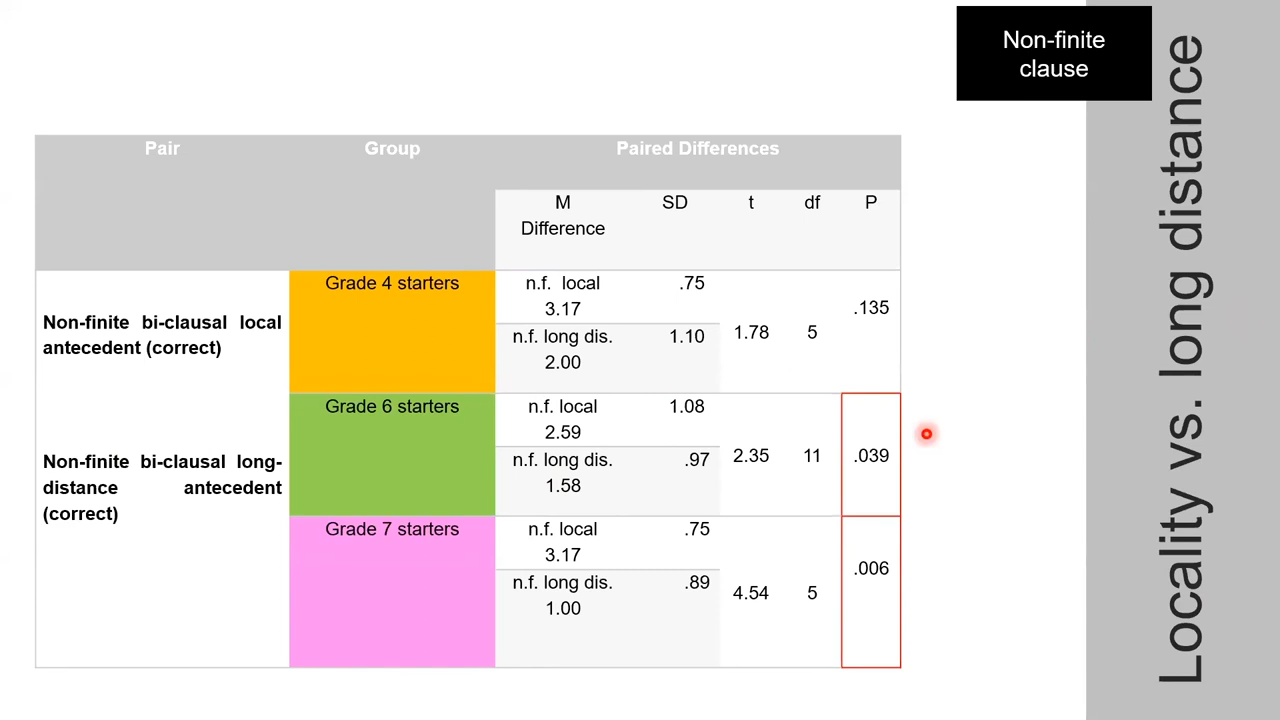 Non-finite
clause
Locality vs. long distance
Pair Group Paired Differences
M SD t df P
Difference
Grade 4 starters n.f. local .75
3.17
.135
Non-finite bi-clausal local
antecedent (correct)
n.f. long dis. 1.10
1.78 5
2.00
Grade 6 starters n.f. local 1.08
2.59
Non-finite bi-clausal long-
distance antecedent
(correct)
n.f. long dis. .97
2.35 11 .039
1.58
Grade 7 starters n.f. local .75
3.17
.006
n.f. long dis. .89
4.54 5
1.00